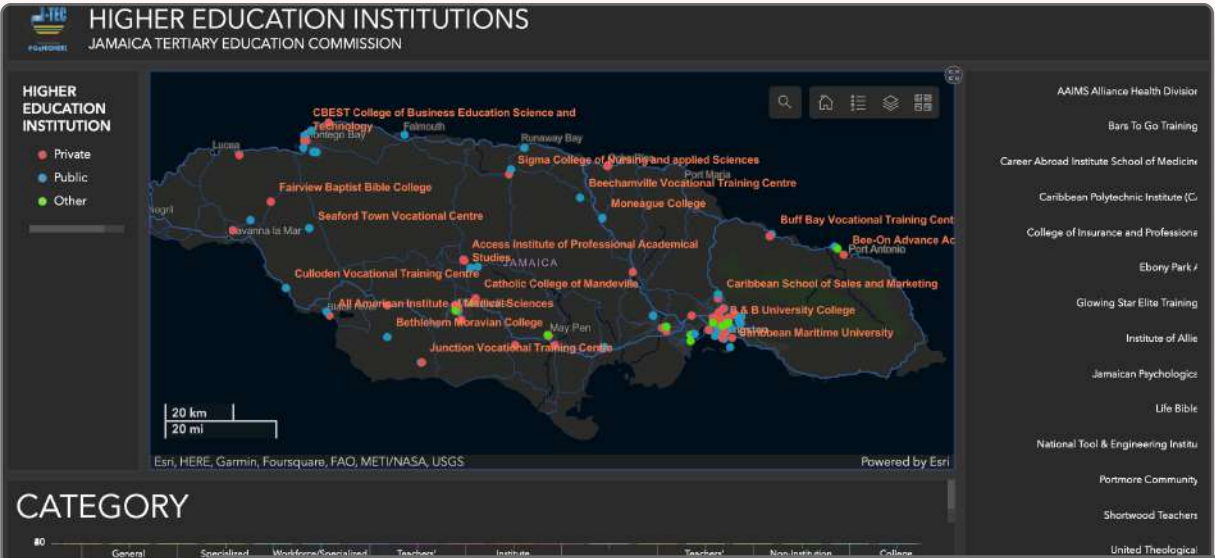 J-TEC
HIGHER EDUCATION INSTITUTIONS
JAMAICA TERTIARY EDUCATION COMMISSION
HIGHER
EDUCATION
INSTITUTION
Private
Public
Other
CBEST College of Business Education Science and
Technology
Montego Bay
Falmouth
Lucea
Runaway Bay
Sigma College of Nursing and applied Sciences
Port Maria
Fairview Baptist Bible College
Beechamville Vocational Training Centre
Moneague College
Seaford Town Vocational Centre
Savanna la Mar
Buff Bay Vocational Training Cent
Bee-On Advance Ac
Port Antonio
Access Institute of Professional Academical
Studies
JAMAICA
Culloden Vocational Training Centre
Catholic College of Mandeville
Caribbean School of Sales and Marketing
All American Institute of Medical Sciences
B & B University College
Bethlehem Moravian College
May Pen
Caribbean Maritime University
Junction Vocational Training Centre
20 km
20 mi
Esri, HERE, Garmin, Foursquare, FAO, METI/NASA, USGS
Powered by Esri
AAIMS Alliance Health Division
Bars To Go Training
Career Abroad Institute School of Medicine
Caribbean Polytechnic Institute (C
College of Insurance and Professiona
Ebony Park
Glowing Star Elite Training
Institute of Allie
Jamaican Psychologica
Life Bible
National Tool & Engineering Institu
Portmore Community
Shortwood Teachers
United Theological
CATEGORY
General
Specialized
Workforce/Specialized
Teachers'
Institute
Teachers'
Non-Institution
College